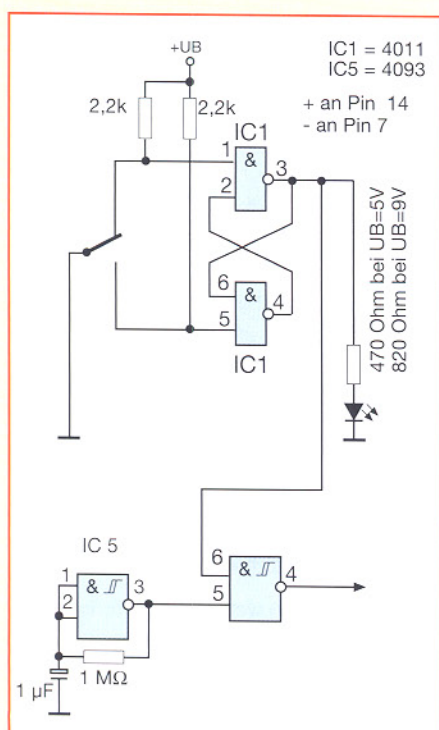 +UB
IC1 = 4011
IC5 = 4093
+ an Pin 14
- an Pin 7
2,2k
2,2k
IC1
1
&
3
2
6
&
4
5
IC1
470 Ohm bei UB=5V
820 Ohm bei UB=9V
IC 5
1
&
3
2
6
&
4
5
1 MΩ
1 µF